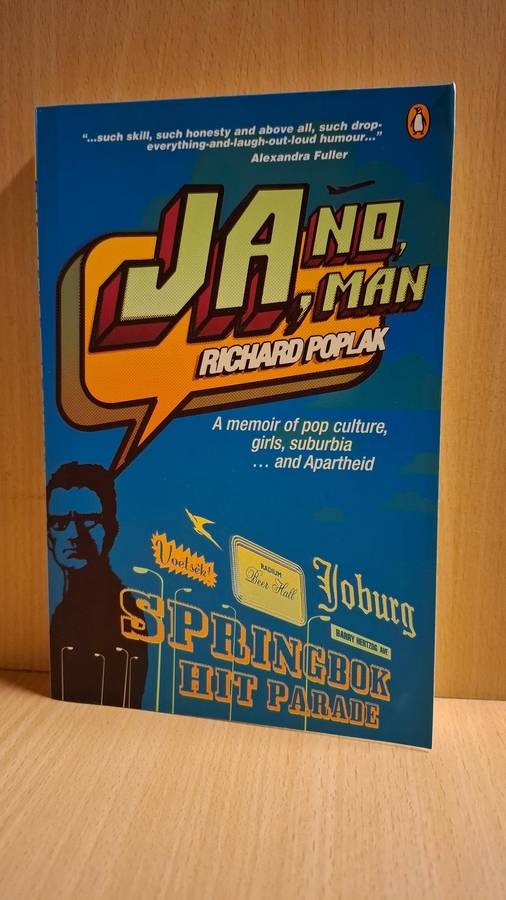 “...such skill, such honesty and above all, such drop-
everything-and-laugh-out-loud humour...”
Alexandra Fuller
JA NO,
, MAN
RICHARD POPLAK
A memoir of pop culture,
girls, suburbia
... and Apartheid
Voetsek!
RADIUM
Beer Hall
Joburg
BARRY HERTZOG AVE
SPRINGBOK
HIT PARADE